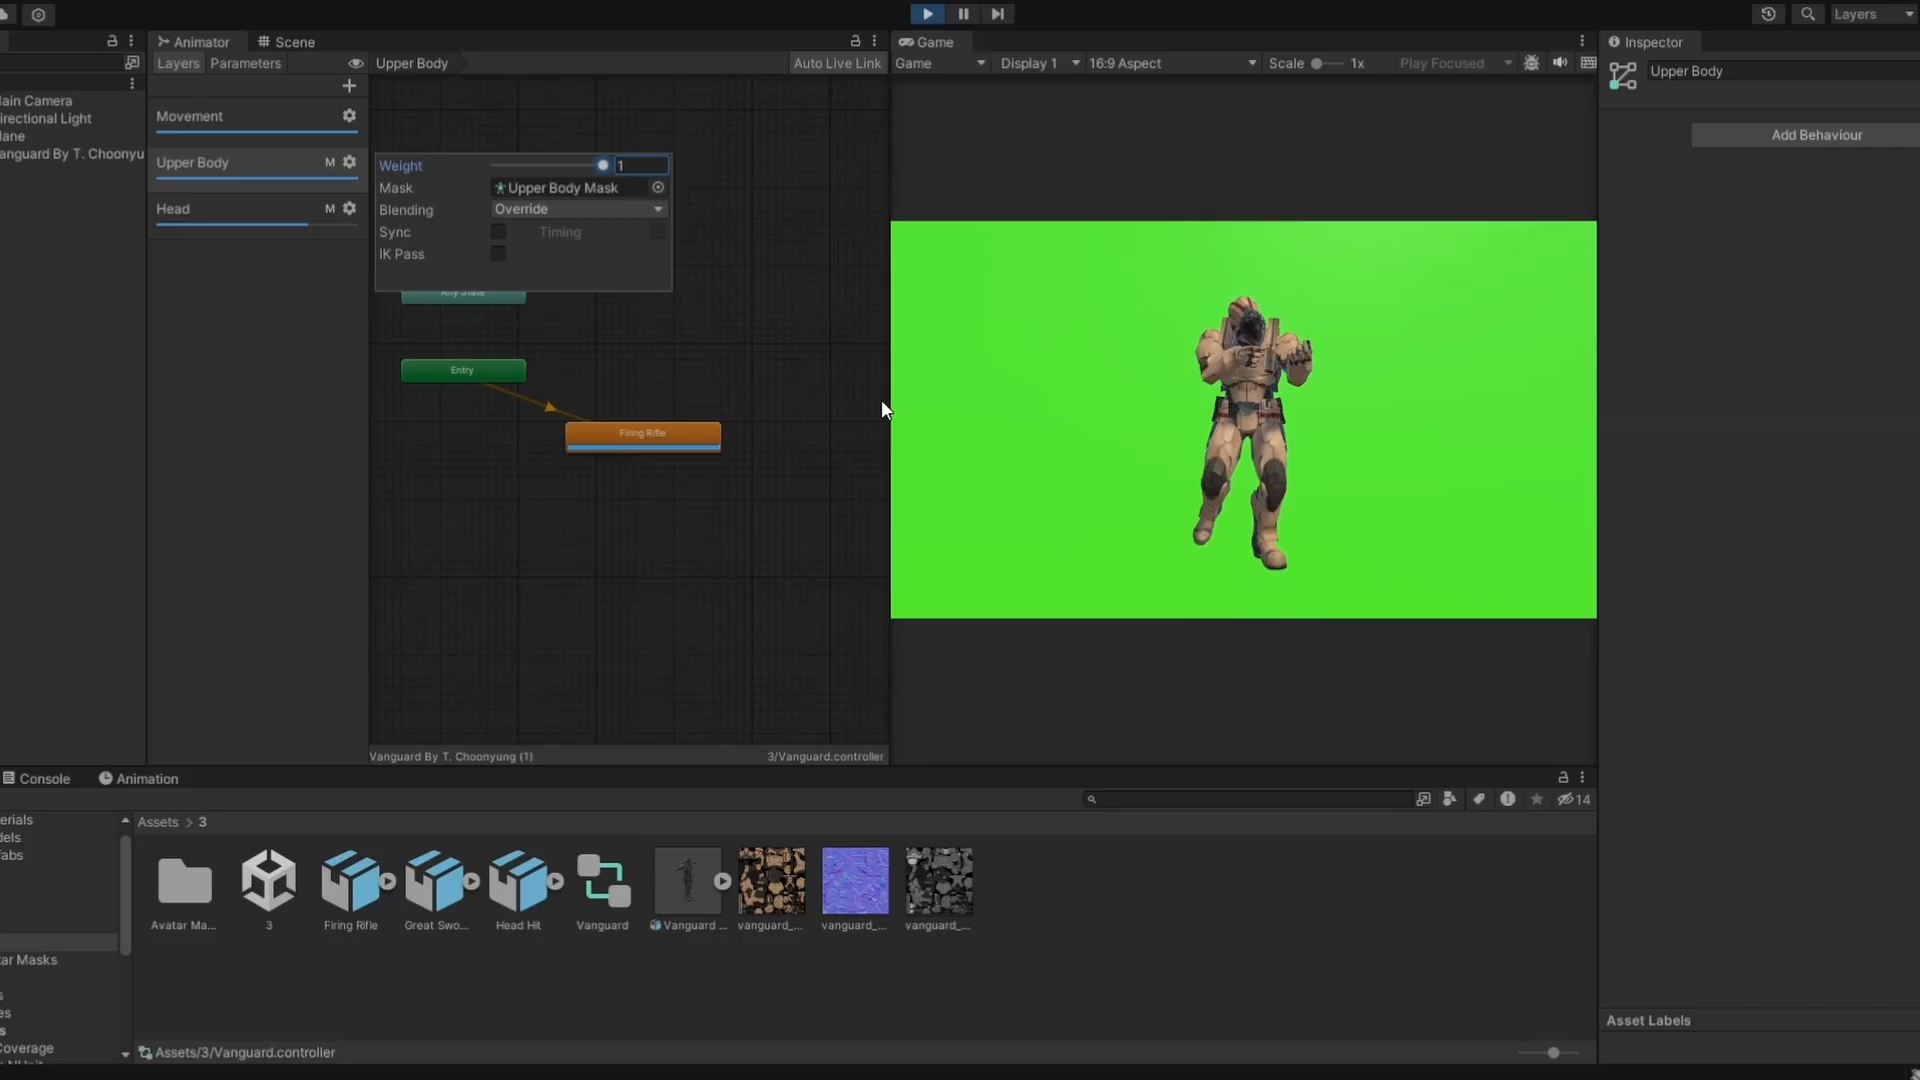 Layers
Animator
Scene
Game
Inspector
Layers
Parameters
Upper Body
Auto Live Link
Game
Display 1
16:9 Aspect
Scale
1x
Play Focused
Upper Body
Add Behaviour
ain Camera
irectional Light
lane
anguard By T. Choonyu
Movement
Upper Body
M
Head
M
Weight
1
Mask
Upper Body Mask
Blending
Override
Sync
Timing
IK Pass
Any State
Entry
Firing Rifle
Vanguard By T. Choonyung (1)
3/Vanguard.controller
Console
Animation
14
erials
dels
fabs
Assets > 3
Avatar Ma...
3
Firing Rifle
Great Swo...
Head Hit
Vanguard
Vanguard ...
vanguard_...
vanguard_...
vanguard_...
tar Masks
s
es
s
Coverage
Assets/3/Vanguard.controller
Asset Labels